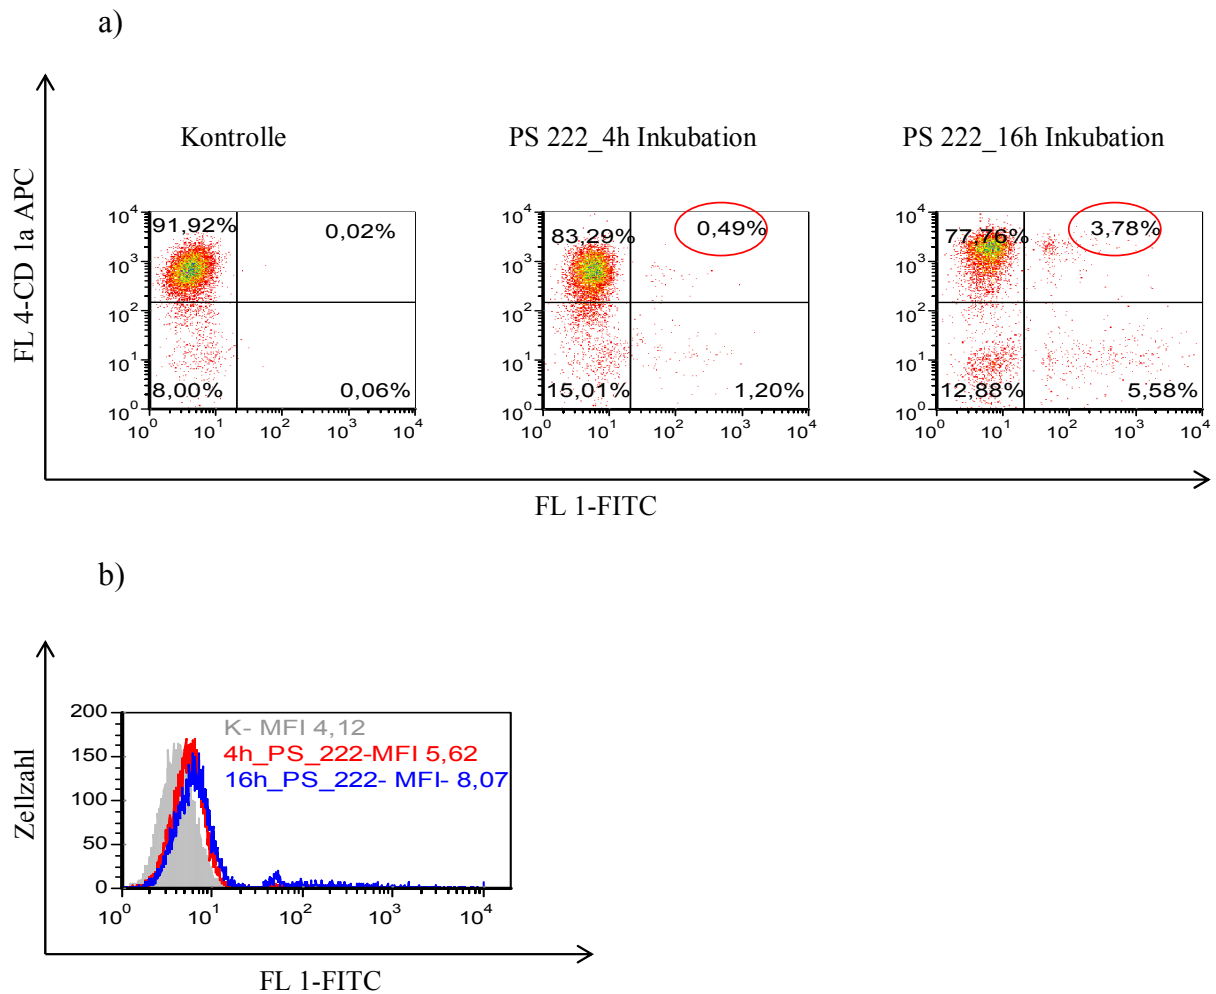 a)
Kontrolle
PS 222_4h Inkubation
PS 222_16h Inkubation
FL 4-CD 1a APC
10⁴
10³
10²
10¹
10⁰
91,92%
0,02%
8,00%
0,06%
10⁰ 10¹ 10² 10³ 10⁴
10⁴
10³
10²
10¹
10⁰
83,29%
0,49%
15,01%
1,20%
10⁰ 10¹ 10² 10³ 10⁴
10⁴
10³
10²
10¹
10⁰
77,76%
3,78%
12,88%
5,58%
10⁰ 10¹ 10² 10³ 10⁴
FL 1-FITC
b)
Zellzahl
200
150
100
50
0
K- MFI 4,12
4h_PS_222-MFI 5,62
16h_PS_222- MFI- 8,07
10⁰ 10¹ 10² 10³ 10⁴
FL 1-FITC